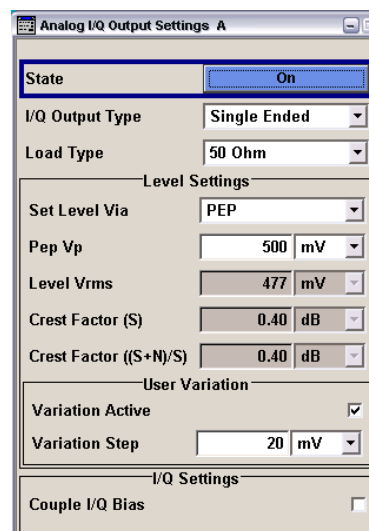 Analog I/Q Output Settings A
State On
I/Q Output Type Single Ended
Load Type 50 Ohm
Level Settings
Set Level Via PEP
Pep Vp 500 mV
Level Vrms 477 mV
Crest Factor (S) 0.40 dB
Crest Factor ((S+N)/S) 0.40 dB
User Variation
Variation Active
Variation Step 20 mV
I/Q Settings
Couple I/Q Bias